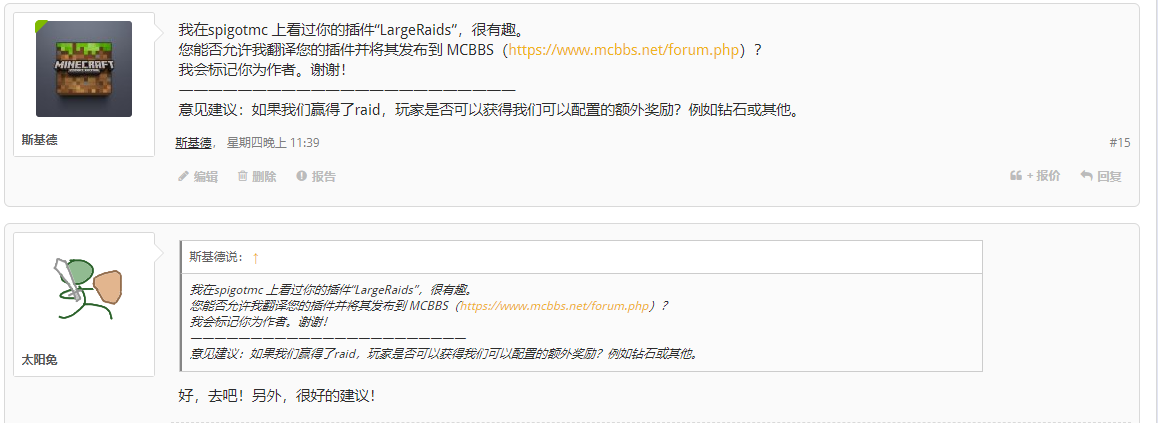 MINECRAFT
斯基德
我在spigotmc 上看过你的插件“LargeRaids”，很有趣。
您能否允许我翻译您的插件并将其发布到 MCBBS（https://www.mcbbs.net/forum.php）？
我会标记你为作者。谢谢！
————————————————————————
意见建议：如果我们赢得了raid，玩家是否可以获得我们可以配置的额外奖励？例如钻石或其他。
斯基德， 星期四晚上 11:39 #15
编辑 删除 报告 + 报价 回复
太阳兔
斯基德说： ↑
我在spigotmc 上看过你的插件“LargeRaids”，很有趣。
您能否允许我翻译您的插件并将其发布到 MCBBS（https://www.mcbbs.net/forum.php）？
我会标记你为作者。谢谢！
————————————————————————
意见建议：如果我们赢得了raid，玩家是否可以获得我们可以配置的额外奖励？例如钻石或其他。
好，去吧！另外，很好的建议！